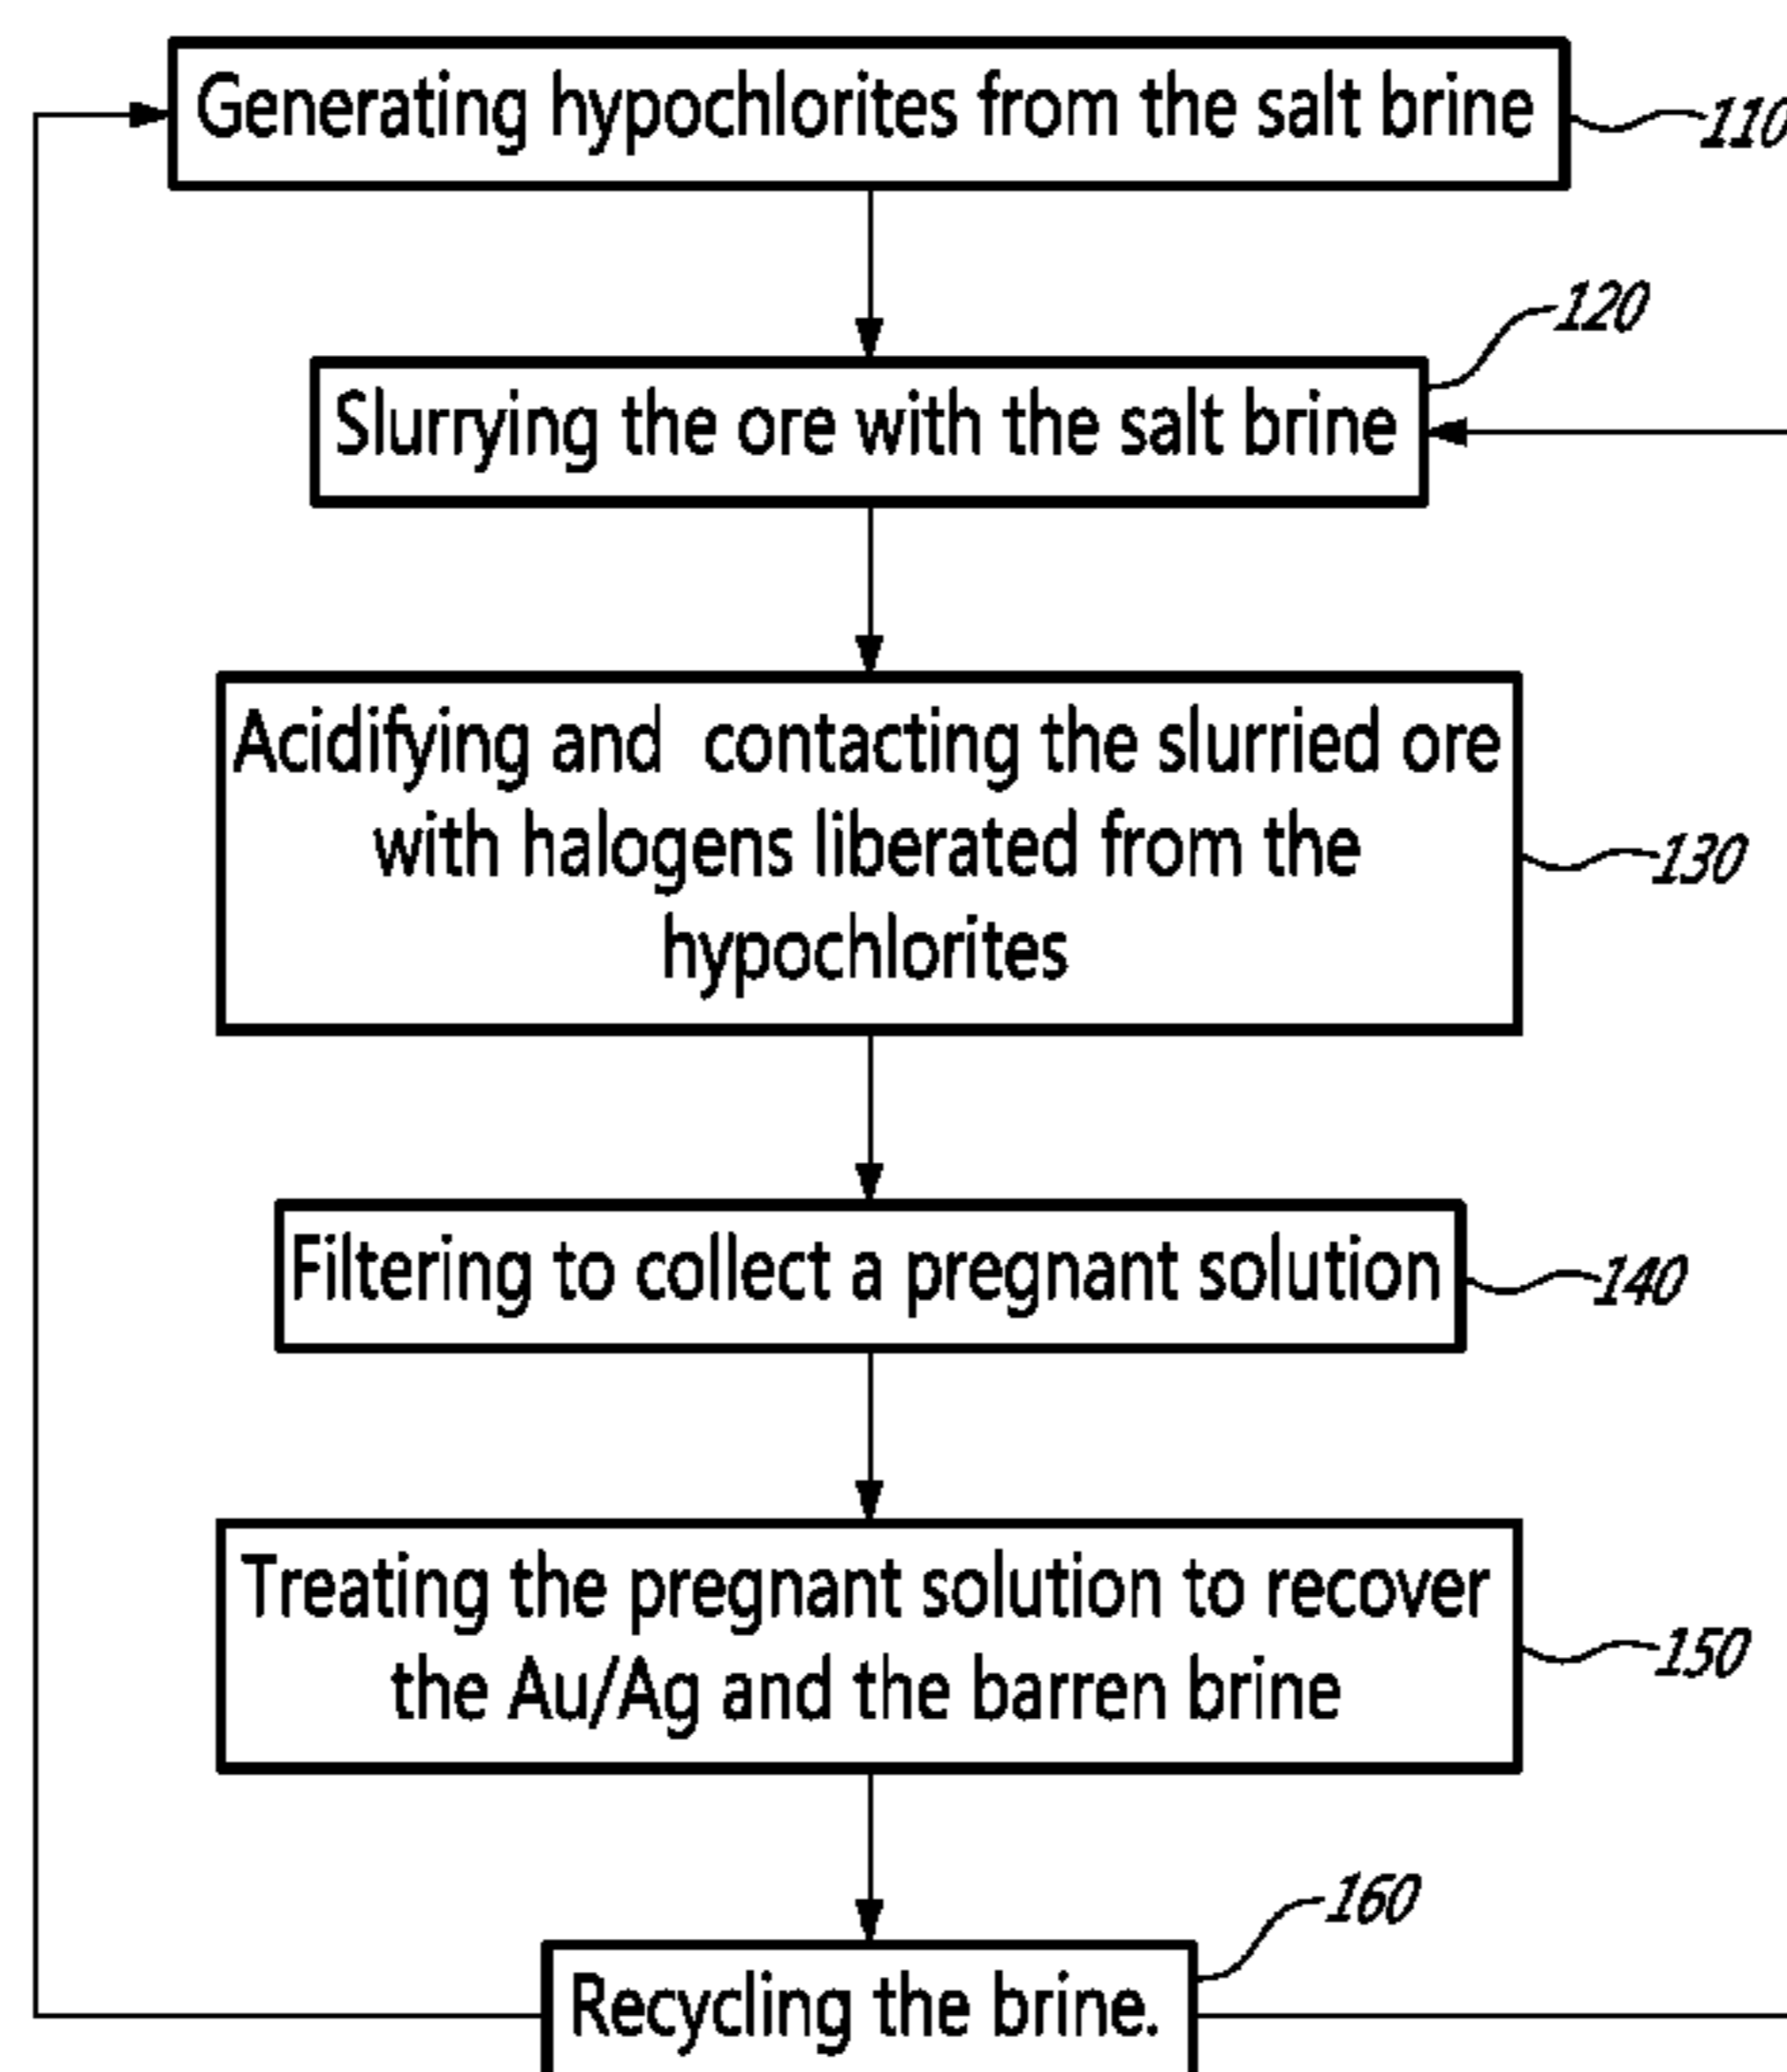 Generating hypochlorites from the salt brine
110
120
Slurrying the ore with the salt brine
Acidifying and contacting the slurried ore
with halogens liberated from the
hypochlorites
130
Filtering to collect a pregnant solution
140
Treating the pregnant solution to recover
the Au/Ag and the barren brine
150
160
Recycling the brine.